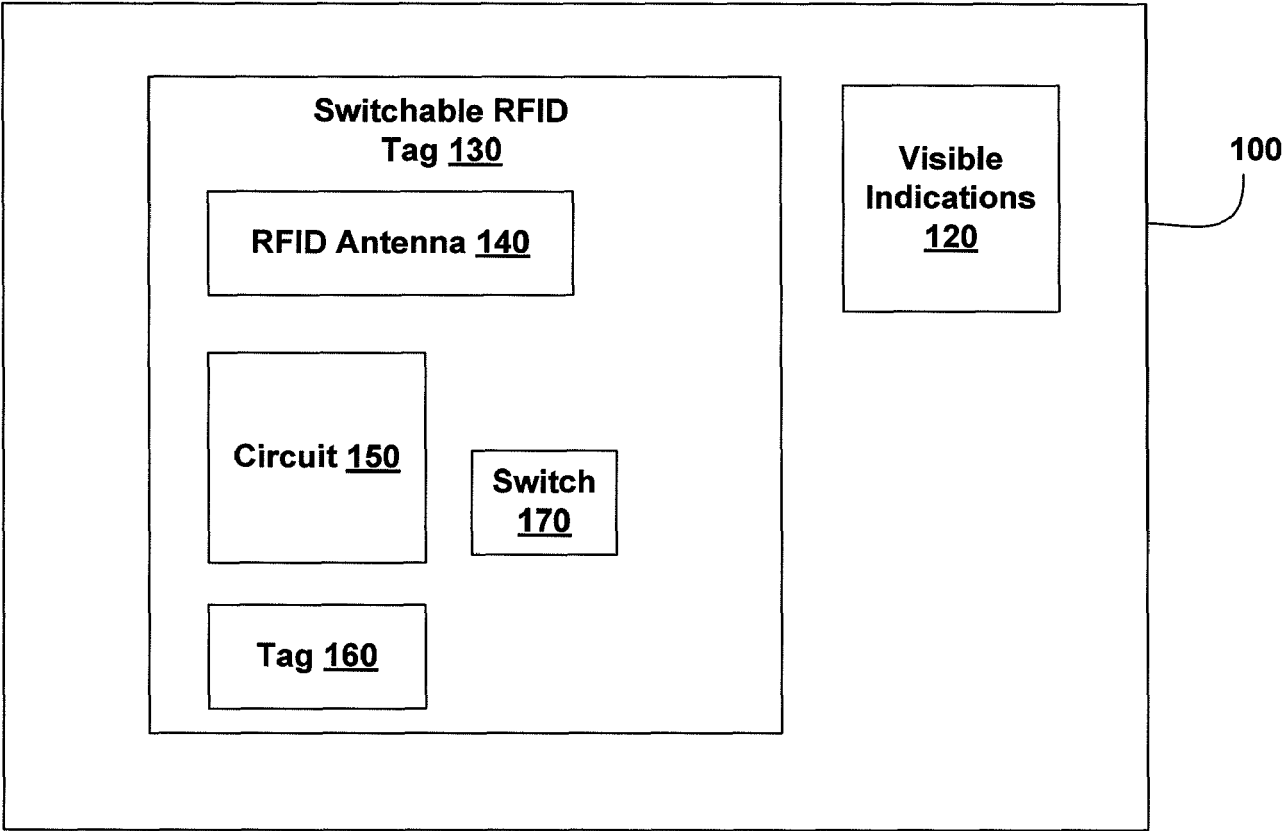 Switchable RFID
Tag 130
RFID Antenna 140
Circuit 150
Switch
170
Tag 160
Visible
Indications
120
100